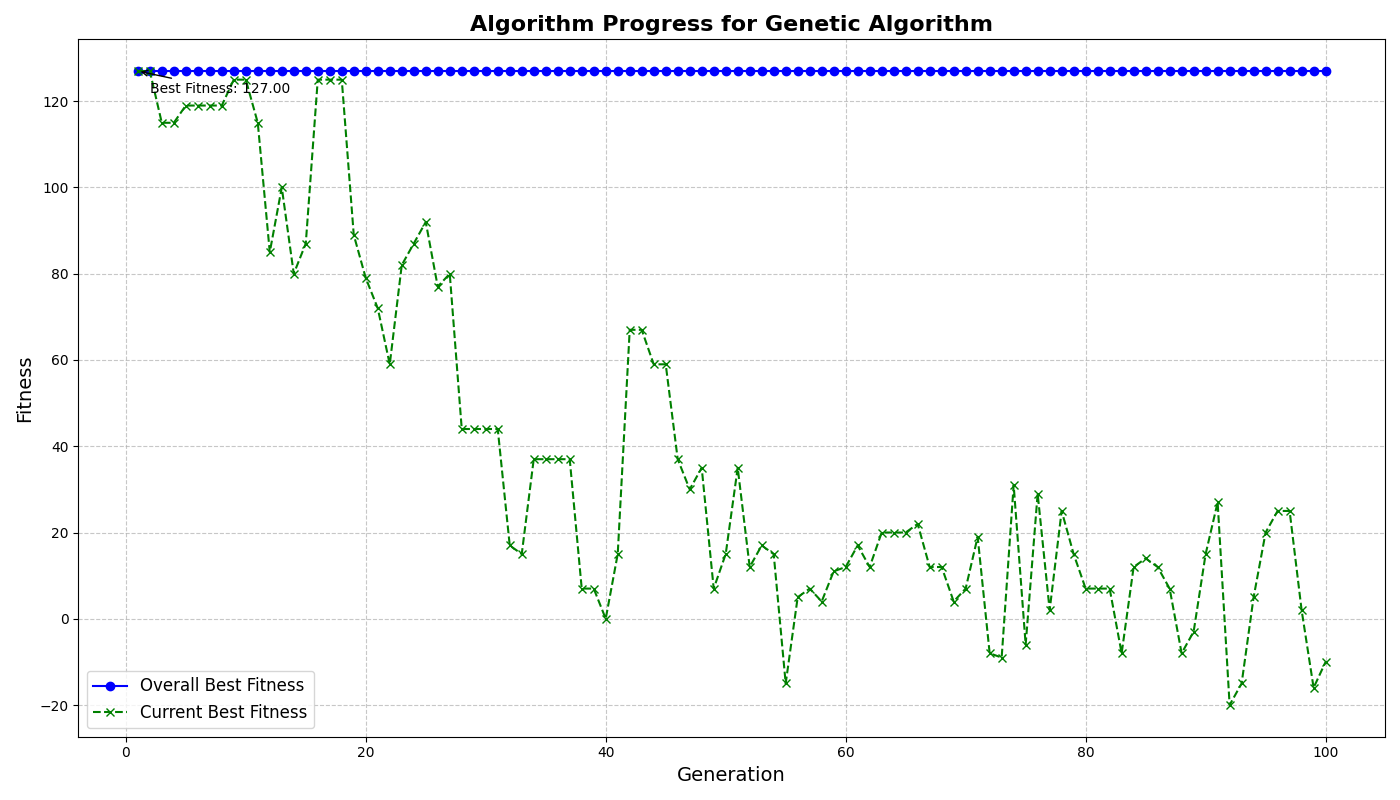 Algorithm Progress for Genetic Algorithm
Best Fitness: 127.00
120
100
80
60
40
20
0
−20
Fitness
Overall Best Fitness
Current Best Fitness
0 20 40 60 80 100
Generation